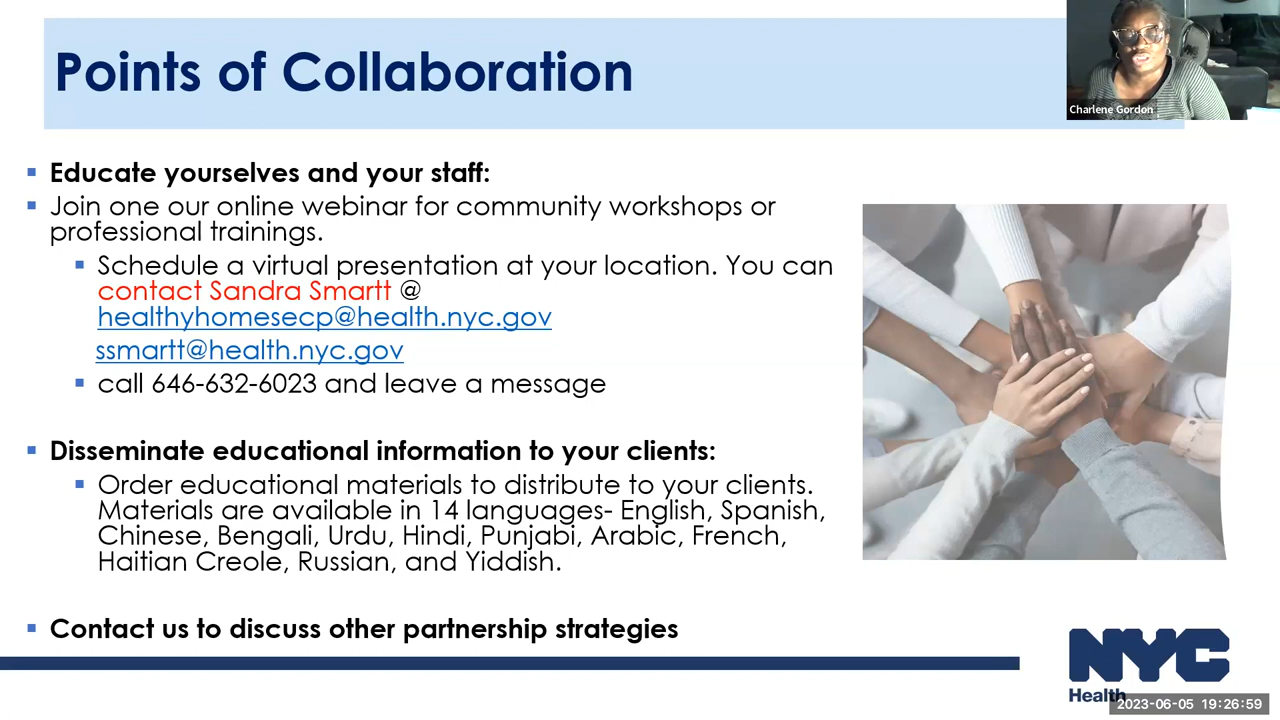 Points of Collaboration
Charlene Gordon
Educate yourselves and your staff:
Join one our online webinar for community workshops or
professional trainings.
Schedule a virtual presentation at your location. You can
contact Sandra Smartt @
healthyhomesecp@health.nyc.gov
ssmartt@health.nyc.gov
call 646-632-6023 and leave a message
Disseminate educational information to your clients:
Order educational materials to distribute to your clients.
Materials are available in 14 languages- English, Spanish,
Chinese, Bengali, Urdu, Hindi, Punjabi, Arabic, French,
Haitian Creole, Russian, and Yiddish.
Contact us to discuss other partnership strategies
NYC
Health
2023-06-05 19:26:59